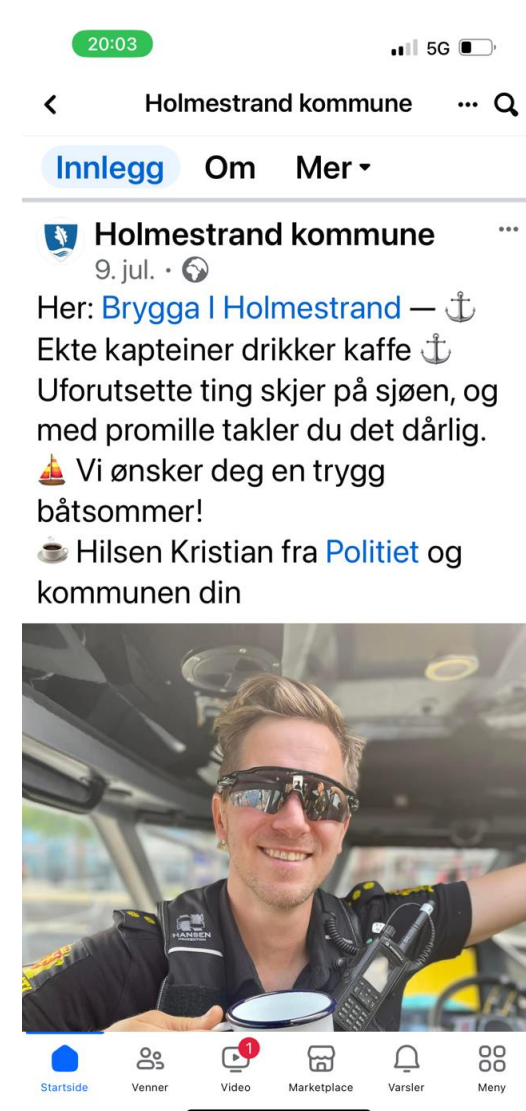 20:03 5G
Holmestrand kommune
Innlegg Om Mer
Holmestrand kommune
9. jul. ·
Her: Brygga I Holmestrand — ⚓
Ekte kapteiner drikker kaffe ⚓
Uforutsette ting skjer på sjøen, og
med promille takler du det dårlig.
⛵ Vi ønsker deg en trygg
båtsommer!
☕ Hilsen Kristian fra Politiet og
kommunen din
HANSEN
PROTECTION
1
Startside Venner Video Marketplace Varsler Meny